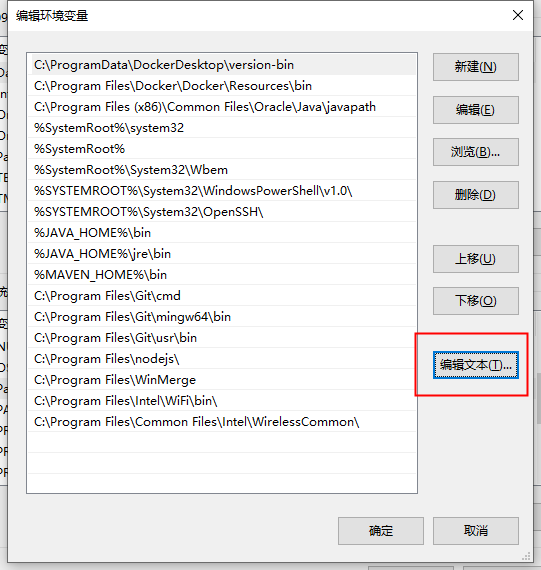 编辑环境变量
C:\ProgramData\DockerDesktop\version-bin
C:\Program Files\Docker\Docker\Resources\bin
C:\Program Files (x86)\Common Files\Oracle\Java\javapath
%SystemRoot%\system32
%SystemRoot%
%SystemRoot%\System32\Wbem
%SYSTEMROOT%\System32\WindowsPowerShell\v1.0\
%SYSTEMROOT%\System32\OpenSSH\
%JAVA_HOME%\bin
%JAVA_HOME%\jre\bin
%MAVEN_HOME%\bin
C:\Program Files\Git\cmd
C:\Program Files\Git\mingw64\bin
C:\Program Files\Git\usr\bin
C:\Program Files\nodejs\
C:\Program Files\WinMerge
C:\Program Files\Intel\WiFi\bin\
C:\Program Files\Common Files\Intel\WirelessCommon\
新建(N)
编辑(E)
浏览(B)...
删除(D)
上移(U)
下移(O)
编辑文本(T)...
确定
取消